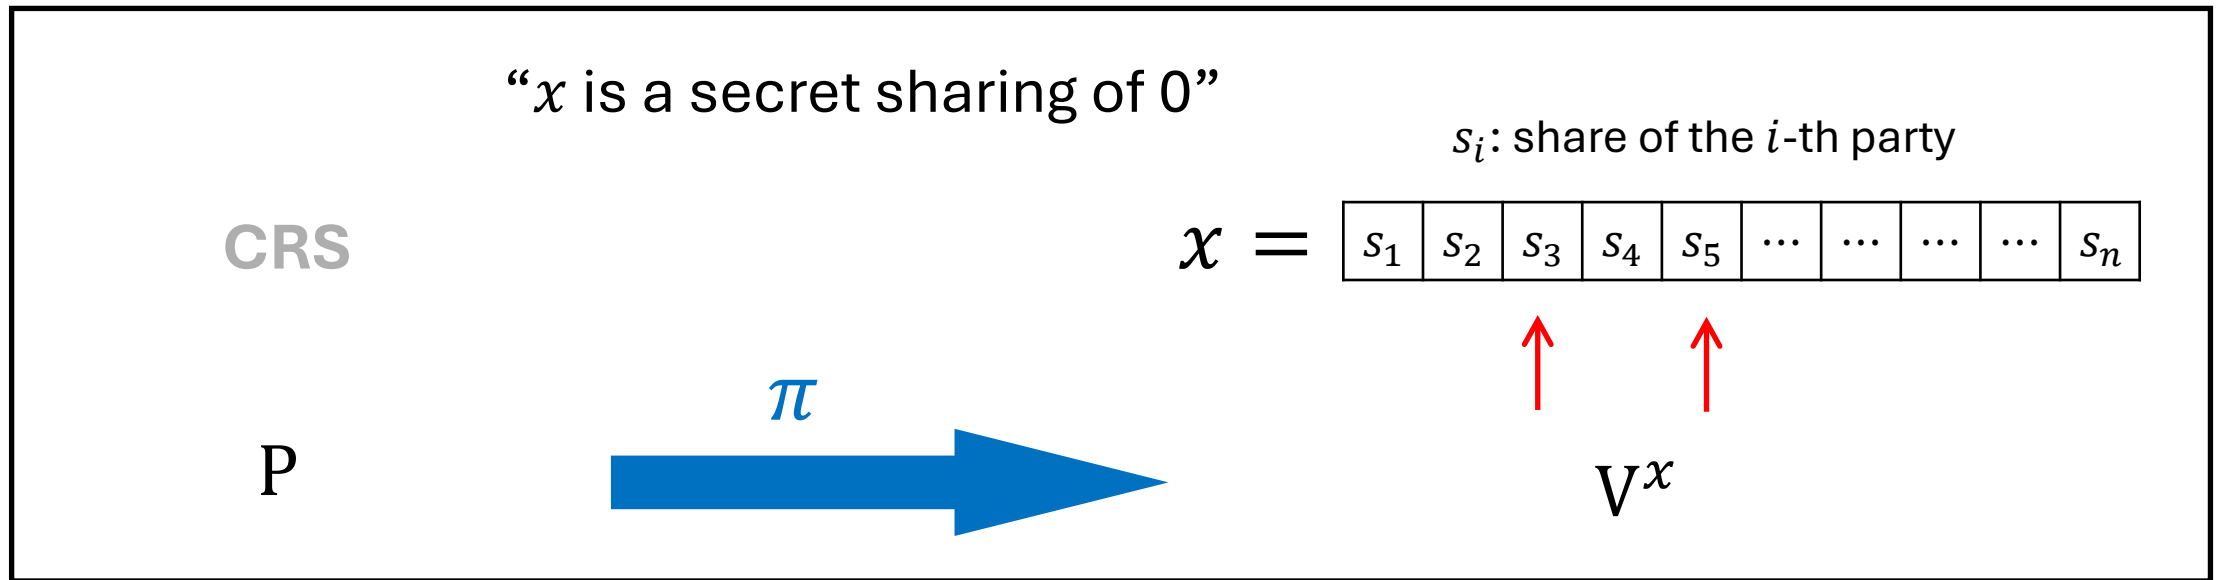 “𝑥 is a secret sharing of 0”
𝑠ᵢ: share of the 𝑖-th party
CRS
𝑥 = 𝑠₁ 𝑠₂ 𝑠₃ 𝑠₄ 𝑠₅ ⋯ ⋯ ⋯ ⋯ 𝑠ₙ
𝜋
P
Vˣ